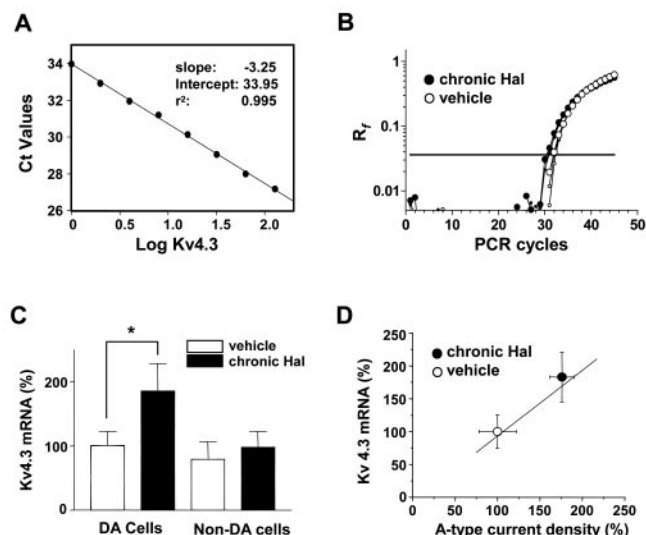 A
Ct Values
34
32
30
28
26
slope: -3.25
Intercept: 33.95
r²: 0.995
0 0.5 1.0 1.5 2.0
Log Kv4.3
B
Rf
1
0.1
0.01
chronic Hal
vehicle
0 10 20 30 40 50
PCR cycles
C
Kv4.3 mRNA (%)
200
100
0
*
vehicle
chronic Hal
DA Cells Non-DA cells
D
Kv 4.3 mRNA (%)
250
200
150
100
50
0
chronic Hal
vehicle
0 50 100 150 200 250
A-type current density (%)